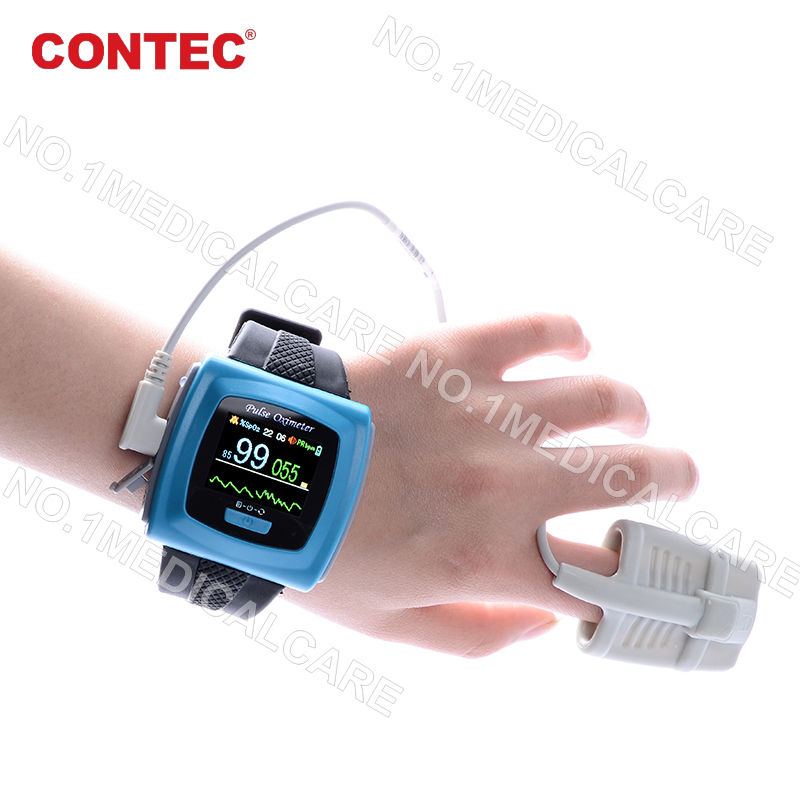 CONTEC®
NO.1MEDICALCARE
NO.1MEDICALCARE
Pulse Oximeter
%SpO2 22 06 PRbpm
85 99 055
NO.1MEDICALCARE
NO.1MEDICALCARE